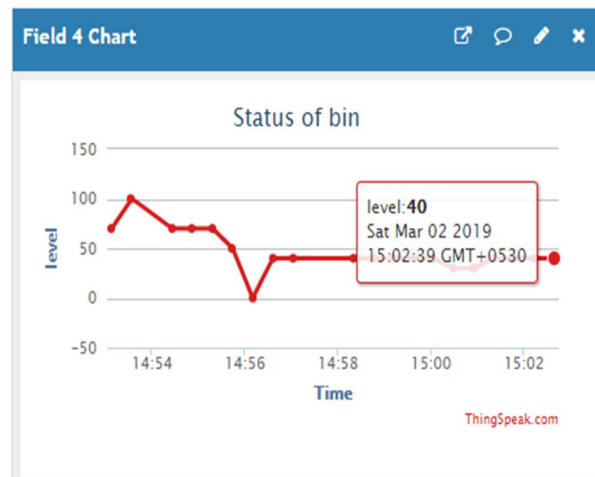 Field 4 Chart
Status of bin
150
100
50
0
-50
level
level:40
Sat Mar 02 2019
15:02:39 GMT+0530
14:54
14:56
14:58
15:00
15:02
Time
ThingSpeak.com